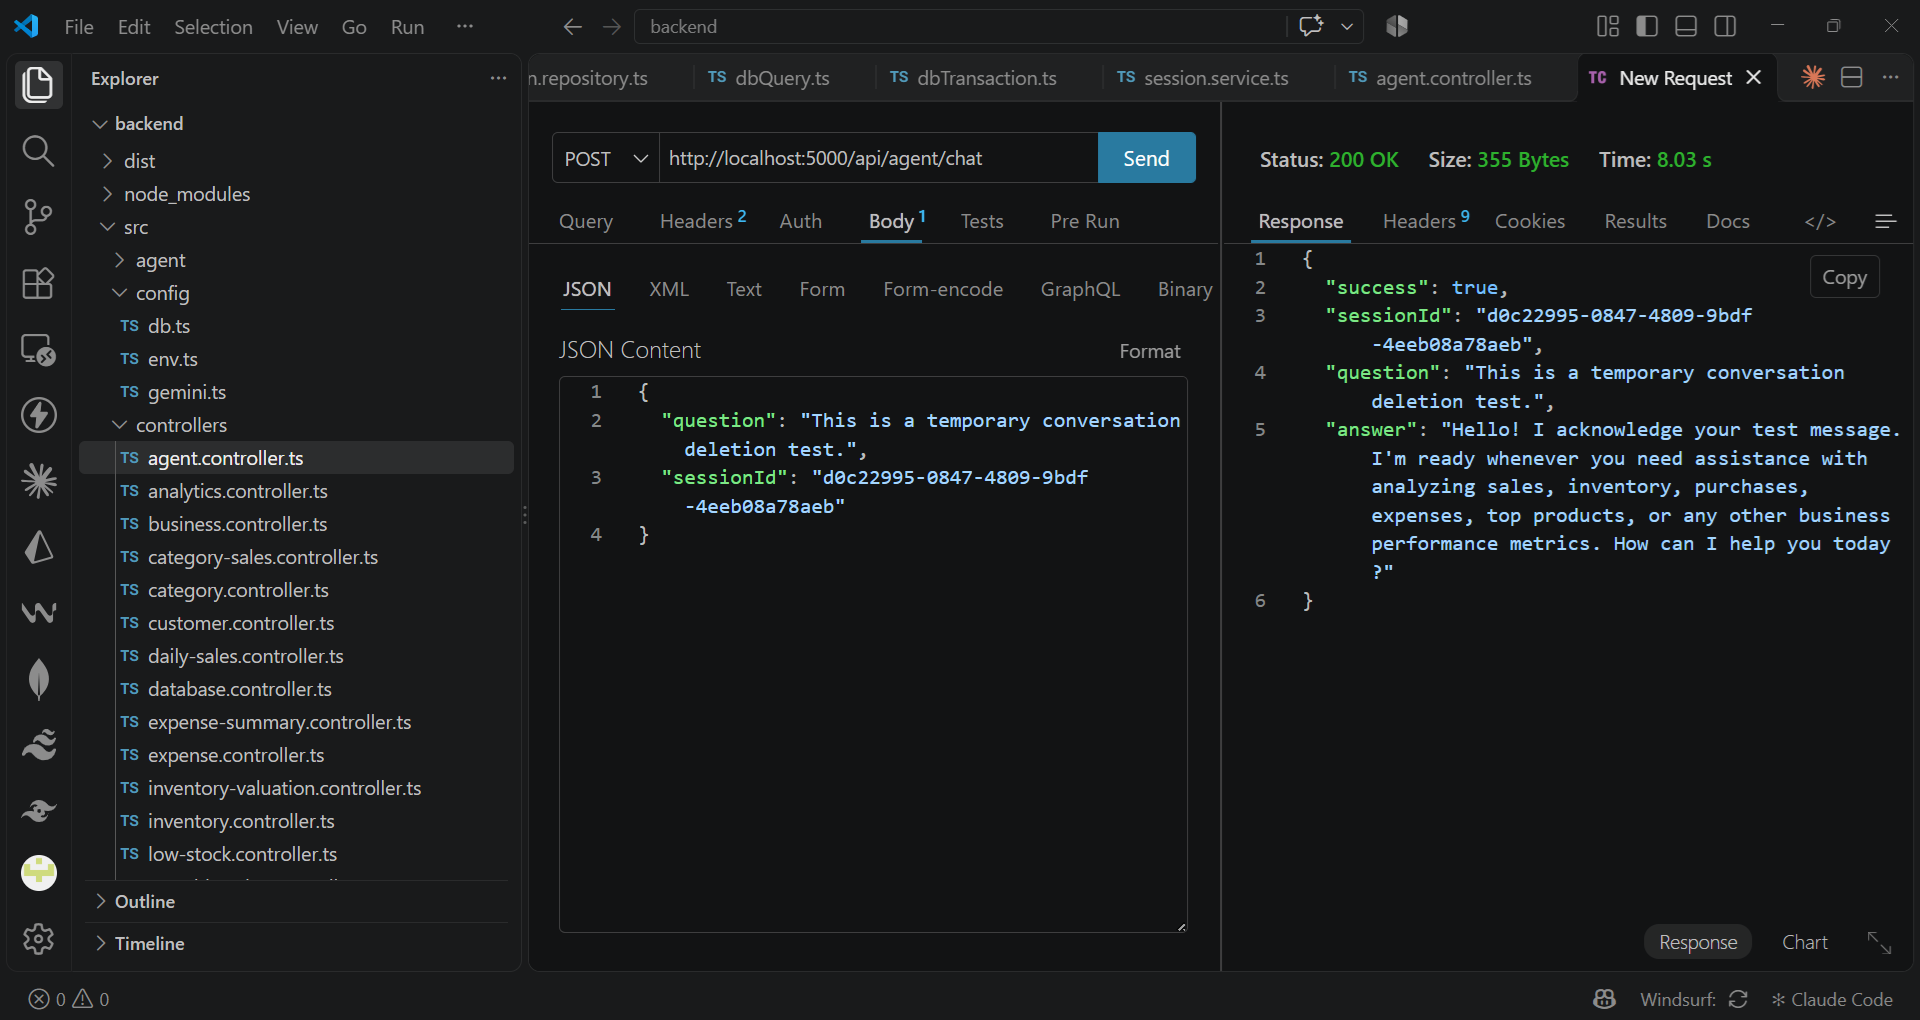 File Edit Selection View Go Run ···
backend
Explorer ···
backend
dist
node_modules
src
agent
config
TS db.ts
TS env.ts
TS gemini.ts
controllers
TS agent.controller.ts
TS analytics.controller.ts
TS business.controller.ts
TS category-sales.controller.ts
TS category.controller.ts
TS customer.controller.ts
TS daily-sales.controller.ts
TS database.controller.ts
TS expense-summary.controller.ts
TS expense.controller.ts
TS inventory-valuation.controller.ts
TS inventory.controller.ts
TS low-stock.controller.ts
Outline
Timeline
n.repository.ts TS dbQuery.ts TS dbTransaction.ts TS session.service.ts TS agent.controller.ts TC New Request
POST http://localhost:5000/api/agent/chat Send
Query Headers 2 Auth Body 1 Tests Pre Run
JSON XML Text Form Form-encode GraphQL Binary
JSON Content Format
1 {
2 "question": "This is a temporary conversation
deletion test.",
3 "sessionId": "d0c22995-0847-4809-9bdf
-4eeb08a78aeb"
4 }
Status: 200 OK Size: 355 Bytes Time: 8.03 s
Response Headers 9 Cookies Results Docs </>
Copy
1 {
2 "success": true,
3 "sessionId": "d0c22995-0847-4809-9bdf
-4eeb08a78aeb",
4 "question": "This is a temporary conversation
deletion test.",
5 "answer": "Hello! I acknowledge your test message.
I'm ready whenever you need assistance with
analyzing sales, inventory, purchases,
expenses, top products, or any other business
performance metrics. How can I help you today
?"
6 }
Response Chart
0 0 Windsurf: Claude Code